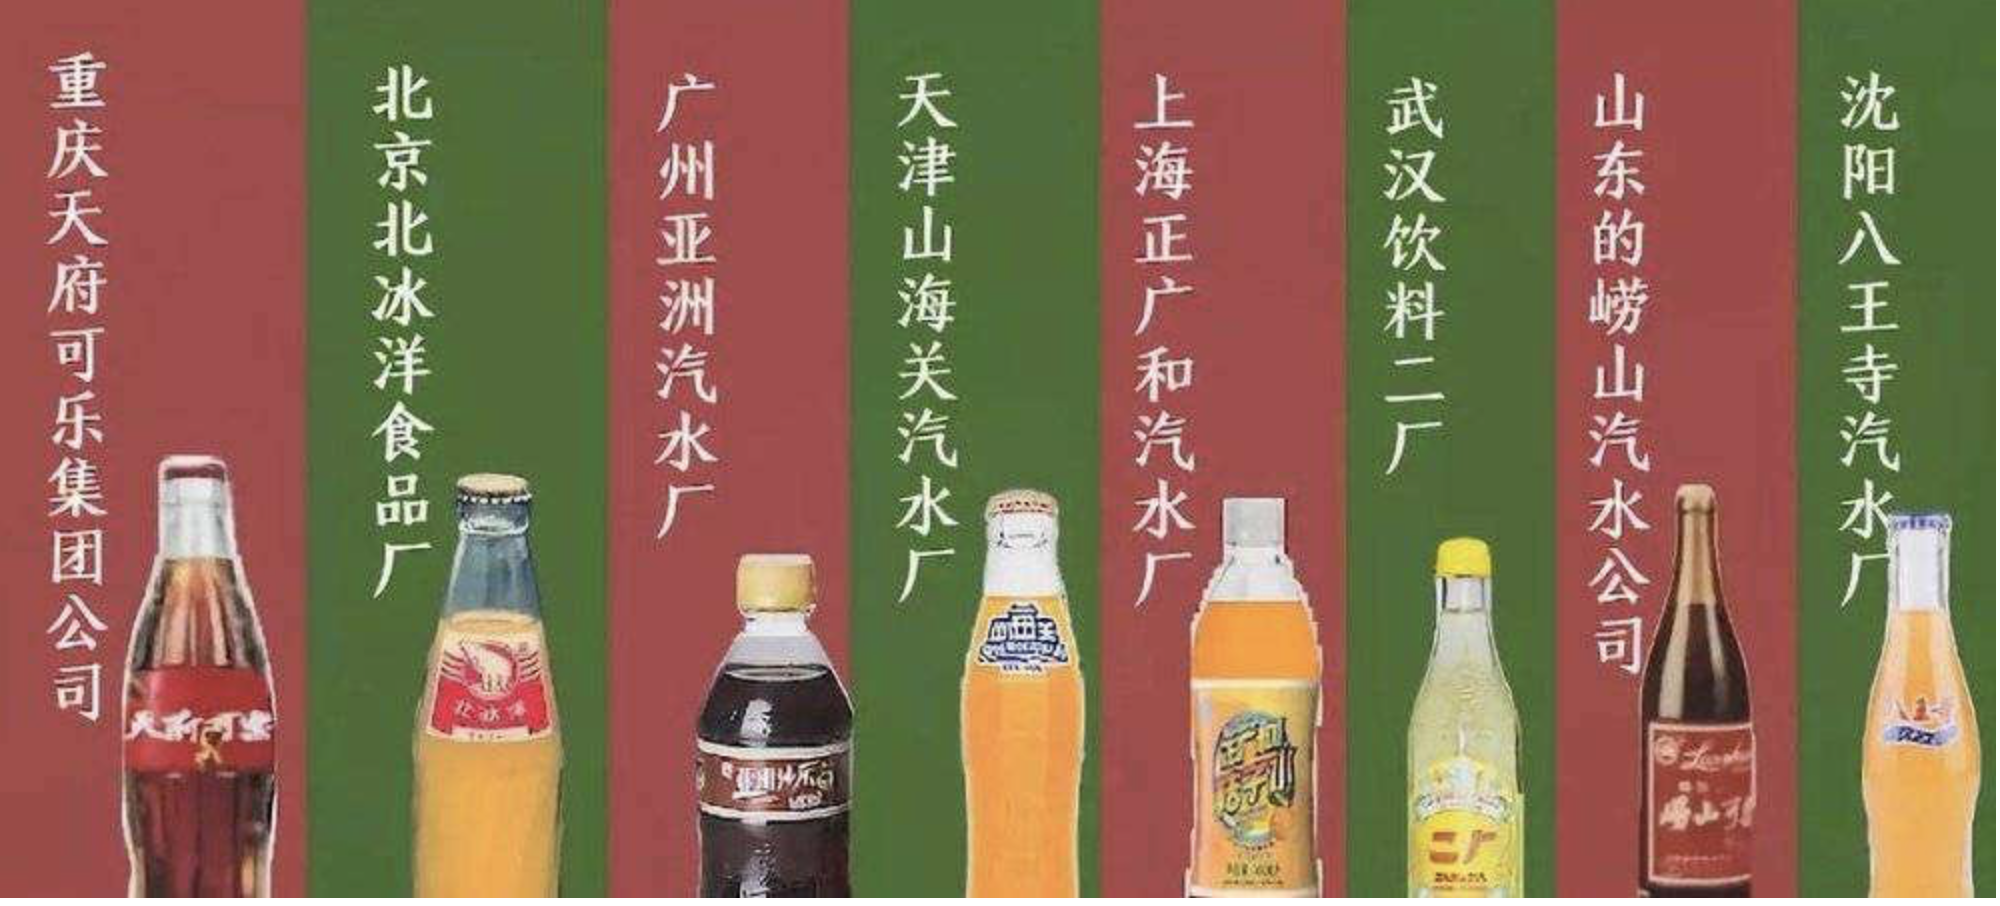 重庆天府可乐集团公司
北京北冰洋食品厂
广州亚洲汽水厂
天津山海关汽水厂
上海正广和汽水厂
武汉饮料二厂
山东的崂山汽水公司
沈阳八王寺汽水厂
天府可乐
北冰洋
二厂
崂山可